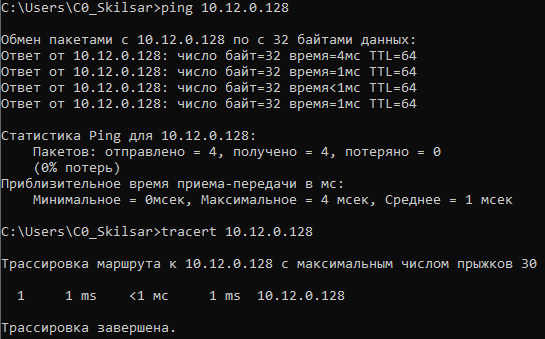 C:\Users\C0_Skilsar>ping 10.12.0.128
Обмен пакетами с 10.12.0.128 по с 32 байтами данных:
Ответ от 10.12.0.128: число байт=32 время=4мс TTL=64
Ответ от 10.12.0.128: число байт=32 время=1мс TTL=64
Ответ от 10.12.0.128: число байт=32 время<1мс TTL=64
Ответ от 10.12.0.128: число байт=32 время=1мс TTL=64
Статистика Ping для 10.12.0.128:
Пакетов: отправлено = 4, получено = 4, потеряно = 0
(0% потерь)
Приблизительное время приема-передачи в мс:
Минимальное = 0мсек, Максимальное = 4 мсек, Среднее = 1 мсек
C:\Users\C0_Skilsar>tracert 10.12.0.128
Трассировка маршрута к 10.12.0.128 с максимальным числом прыжков 30
1 1 ms <1 мс 1 ms 10.12.0.128
Трассировка завершена.